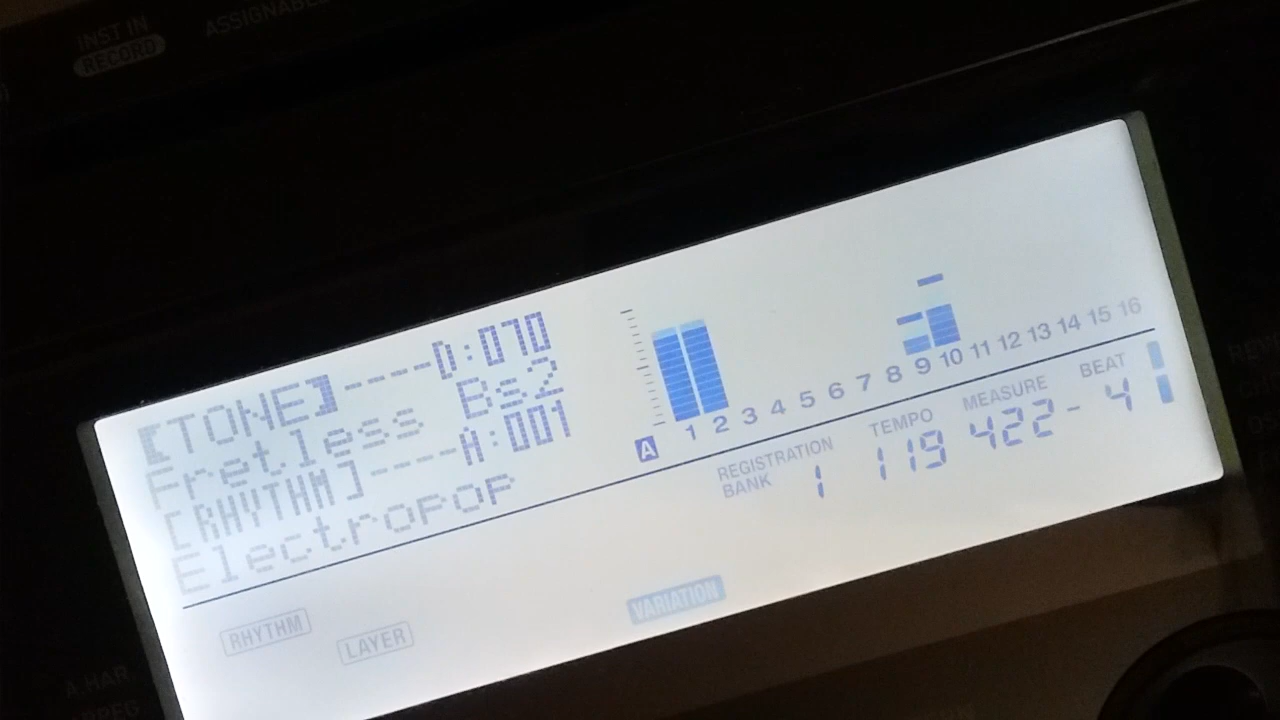 INST IN
RECORD
ASSIGNABLE
[TONE]----D:070
Fretless Bs2
[RHYTHM]----A:001
ElectroPOP
A
1 2 3 4 5 6 7 8 9 10 11 12 13 14 15 16
REGISTRATION BANK 1
TEMPO 119
MEASURE 422-
BEAT 4
RHYTHM
LAYER
VARIATION
A.HAR